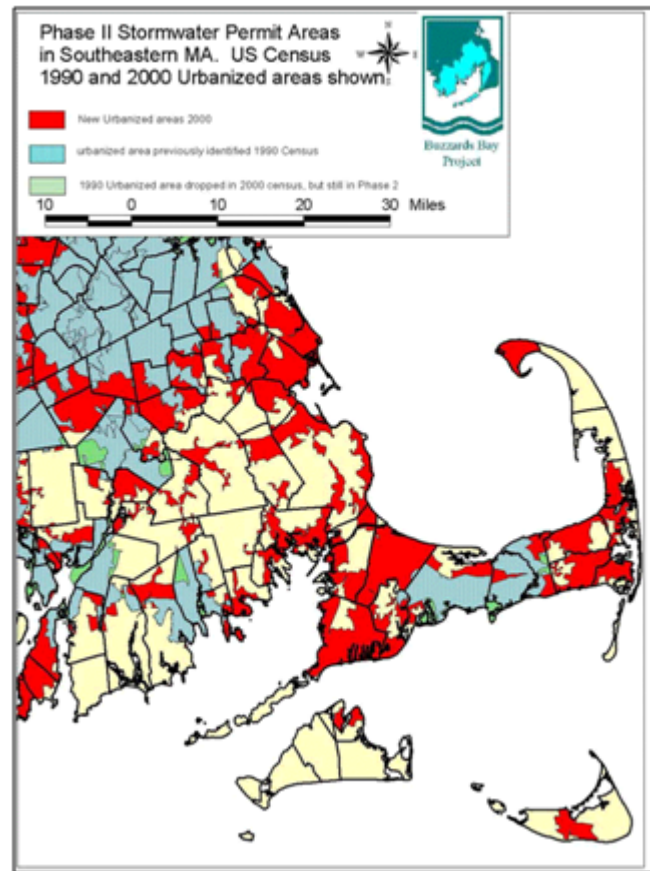 Phase II Stormwater Permit Areas
in Southeastern MA. US Census
1990 and 2000 Urbanized areas shown
N
W E
S
Buzzards Bay
Project
New Urbanized areas 2000
urbanized area previously identified 1990 Census
1990 Urbanized area dropped in 2000 census, but still in Phase 2
10 0 10 20 30 Miles